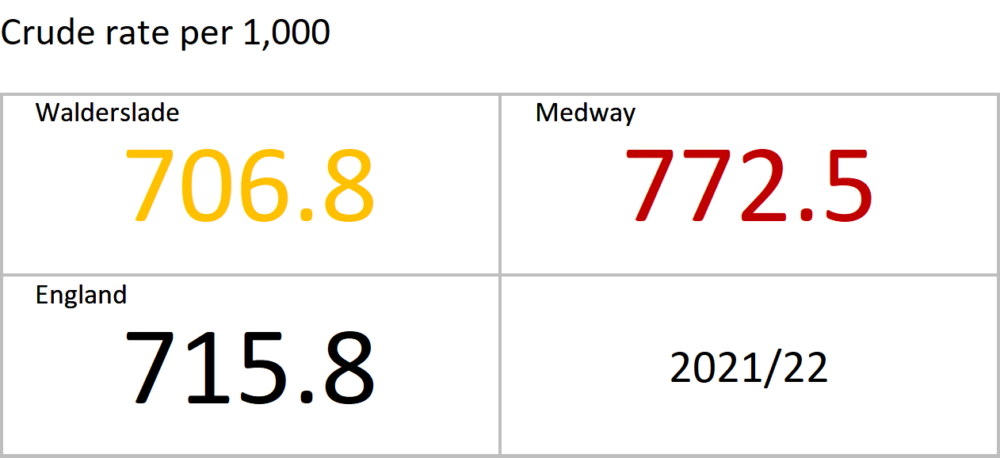 Crude rate per 1,000
Walderslade
706.8
Medway
772.5
England
715.8
2021/22